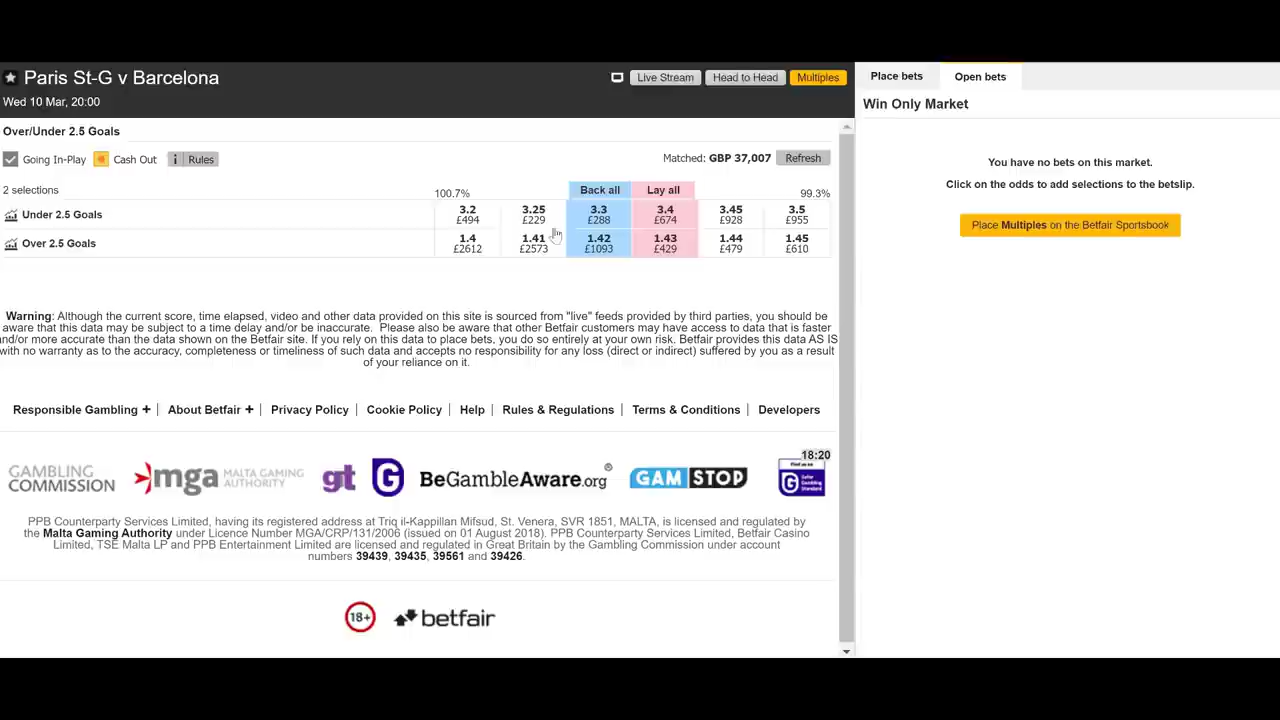 Paris St-G v Barcelona
Live Stream Head to Head Multiples
Wed 10 Mar, 20:00
Over/Under 2.5 Goals
Going In-Play Cash Out i Rules Matched: GBP 37,007 Refresh
2 selections 100.7% Back all Lay all 99.3%
Under 2.5 Goals 3.2 3.25 3.3 3.4 3.45 3.5
£494 £229 £288 £674 £928 £955
Over 2.5 Goals 1.4 1.41 1.42 1.43 1.44 1.45
£2612 £2573 £1093 £429 £479 £610
Warning: Although the current score, time elapsed, video and other data provided on this site is sourced from "live" feeds provided by third parties, you should be
aware that this data may be subject to a time delay and/or be inaccurate. Please also be aware that other Betfair customers may have access to data that is faster
and/or more accurate than the data shown on the Betfair site. If you rely on this data to place bets, you do so entirely at your own risk. Betfair provides this data AS IS
with no warranty as to the accuracy, completeness or timeliness of such data and accepts no responsibility for any loss (direct or indirect) suffered by you as a result
of your reliance on it.
Responsible Gambling + | About Betfair + | Privacy Policy | Cookie Policy | Help | Rules & Regulations | Terms & Conditions | Developers
GAMBLING
COMMISSION
mga MALTA GAMING
AUTHORITY
gt
G
BeGambleAware.org®
GAMSTOP
18:20
G Safer
Gambling
Standard
PPB Counterparty Services Limited, having its registered address at Triq il-Kappillan Mifsud, St. Venera, SVR 1851, MALTA, is licensed and regulated by
the Malta Gaming Authority under Licence Number MGA/CRP/131/2006 (issued on 01 August 2018). PPB Counterparty Services Limited, Betfair Casino
Limited, TSE Malta LP and PPB Entertainment Limited are licensed and regulated in Great Britain by the Gambling Commission under account
numbers 39439, 39435, 39561 and 39426.
18+ betfair
Place bets Open bets
Win Only Market
You have no bets on this market.
Click on the odds to add selections to the betslip.
Place Multiples on the Betfair Sportsbook